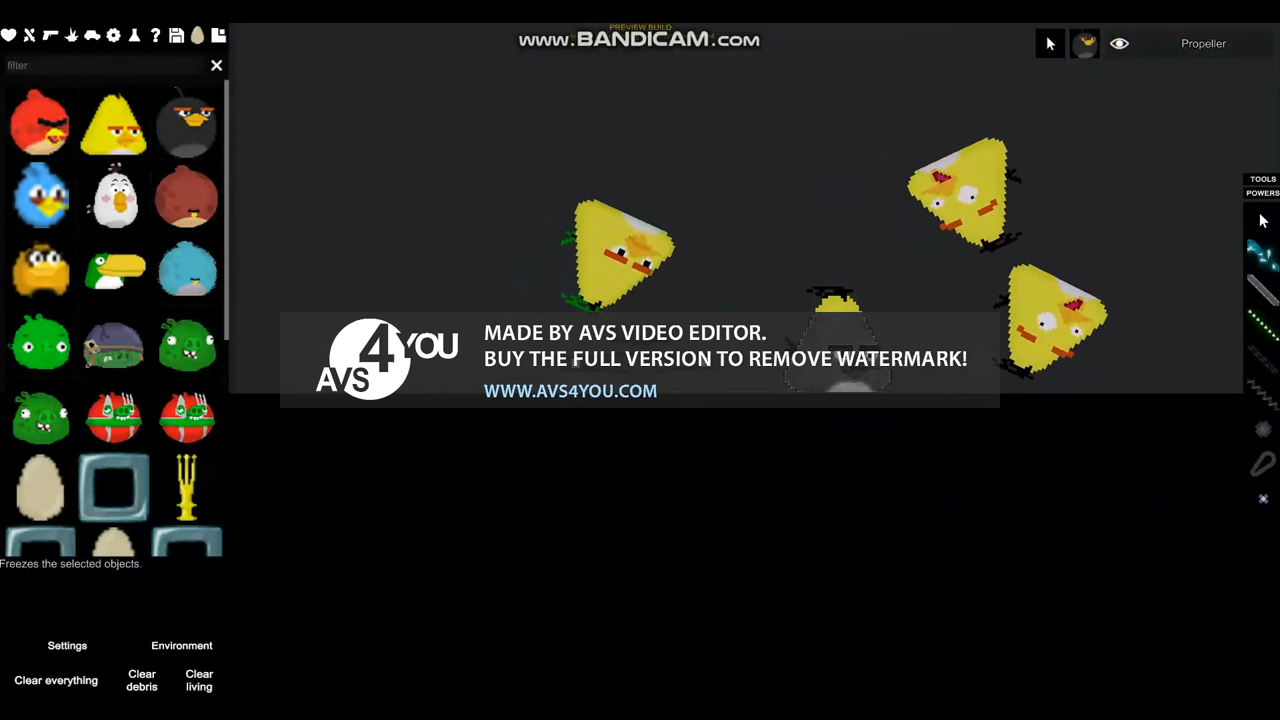 PREVIEW BUILD
www.BANDICAM.com
Propeller
filter
TOOLS
POWERS
AVS4YOU
MADE BY AVS VIDEO EDITOR.
BUY THE FULL VERSION TO REMOVE WATERMARK!
WWW.AVS4YOU.COM
Freezes the selected objects.
Settings
Environment
Clear everything
Clear
debris
Clear
living